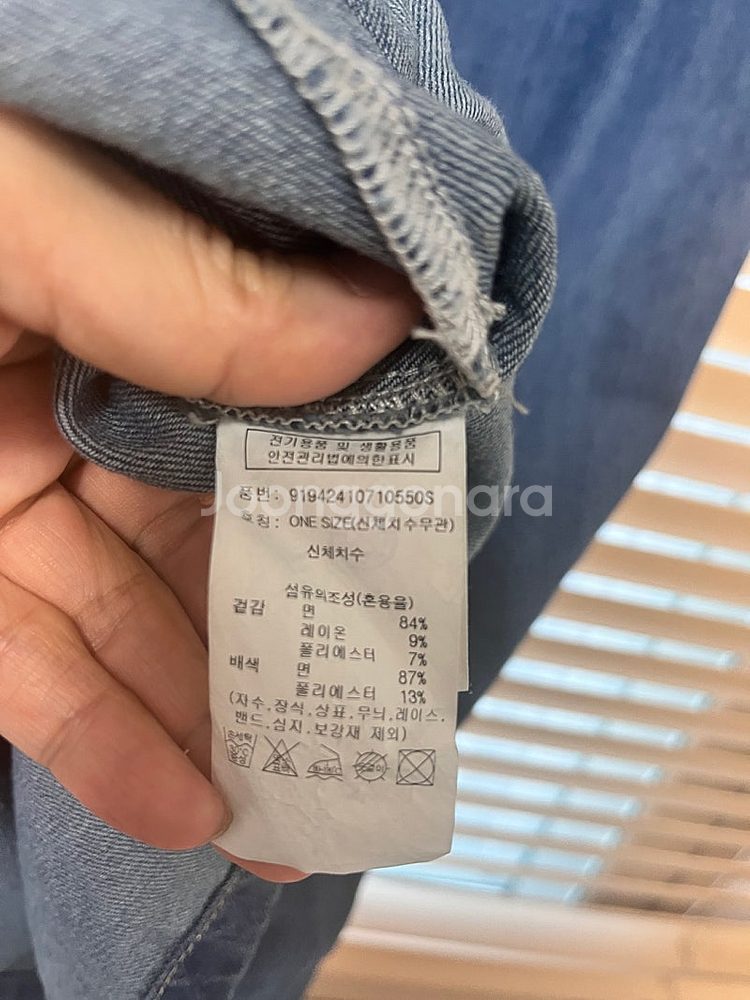 전기용품 및 생활용품
안전관리법에의한표시
품번: 91942410710550S
호칭: ONE SIZE(신체치수무관)
Joonggonara
신체치수
섬유의조성(혼용율)
겉감 면 84%
레이온 9%
폴리에스터 7%
배색 면 87%
폴리에스터 13%
(자수.장식.상표.무늬.레이스.
밴드.심지.보강재 제외)